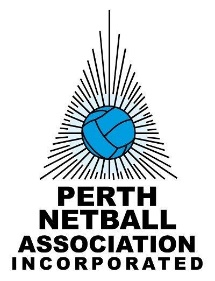 PERTH
NETBALL
ASSOCIATION
INCORPORATED